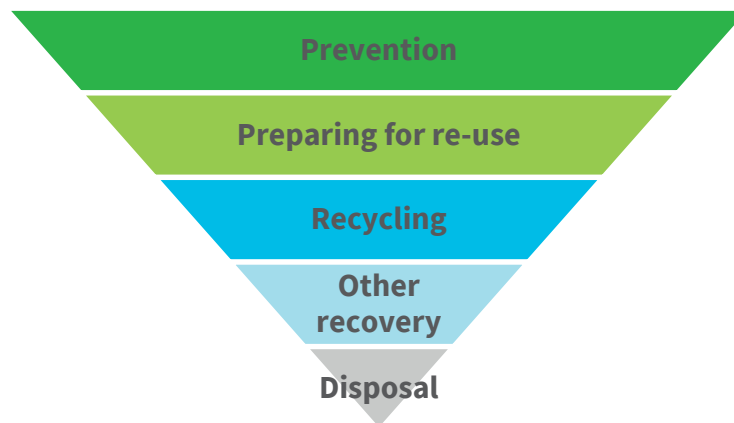 Prevention
Preparing for re-use
Recycling
Other
recovery
Disposal